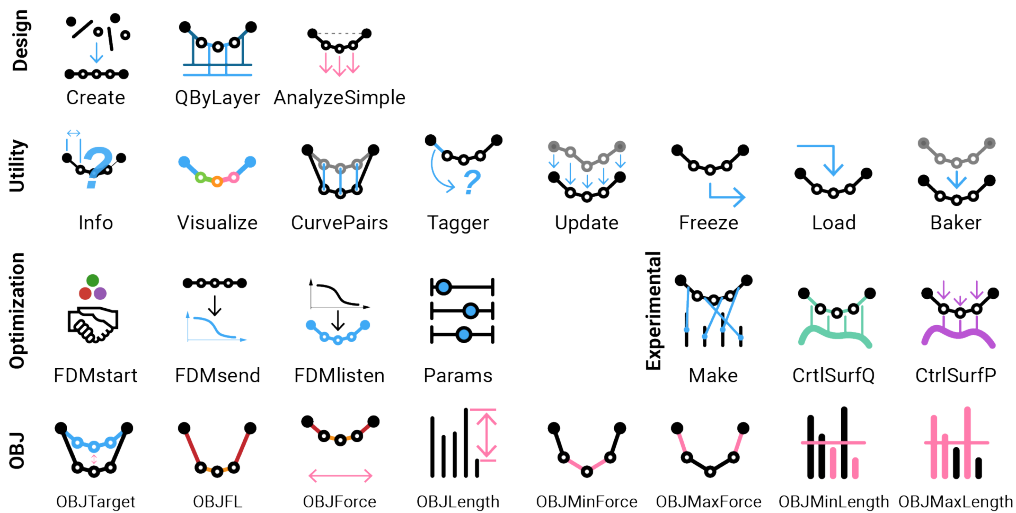 Design
Create QByLayer AnalyzeSimple
Utility
?
?
Info Visualize CurvePairs Tagger Update Freeze Load Baker
Optimization
Experimental
FDMstart FDMsend FDMlisten Params Make CrtlSurfQ CtrlSurfP
OBJ
OBJTarget OBJFL OBJForce OBJLength OBJMinForce OBJMaxForce OBJMinLength OBJMaxLength